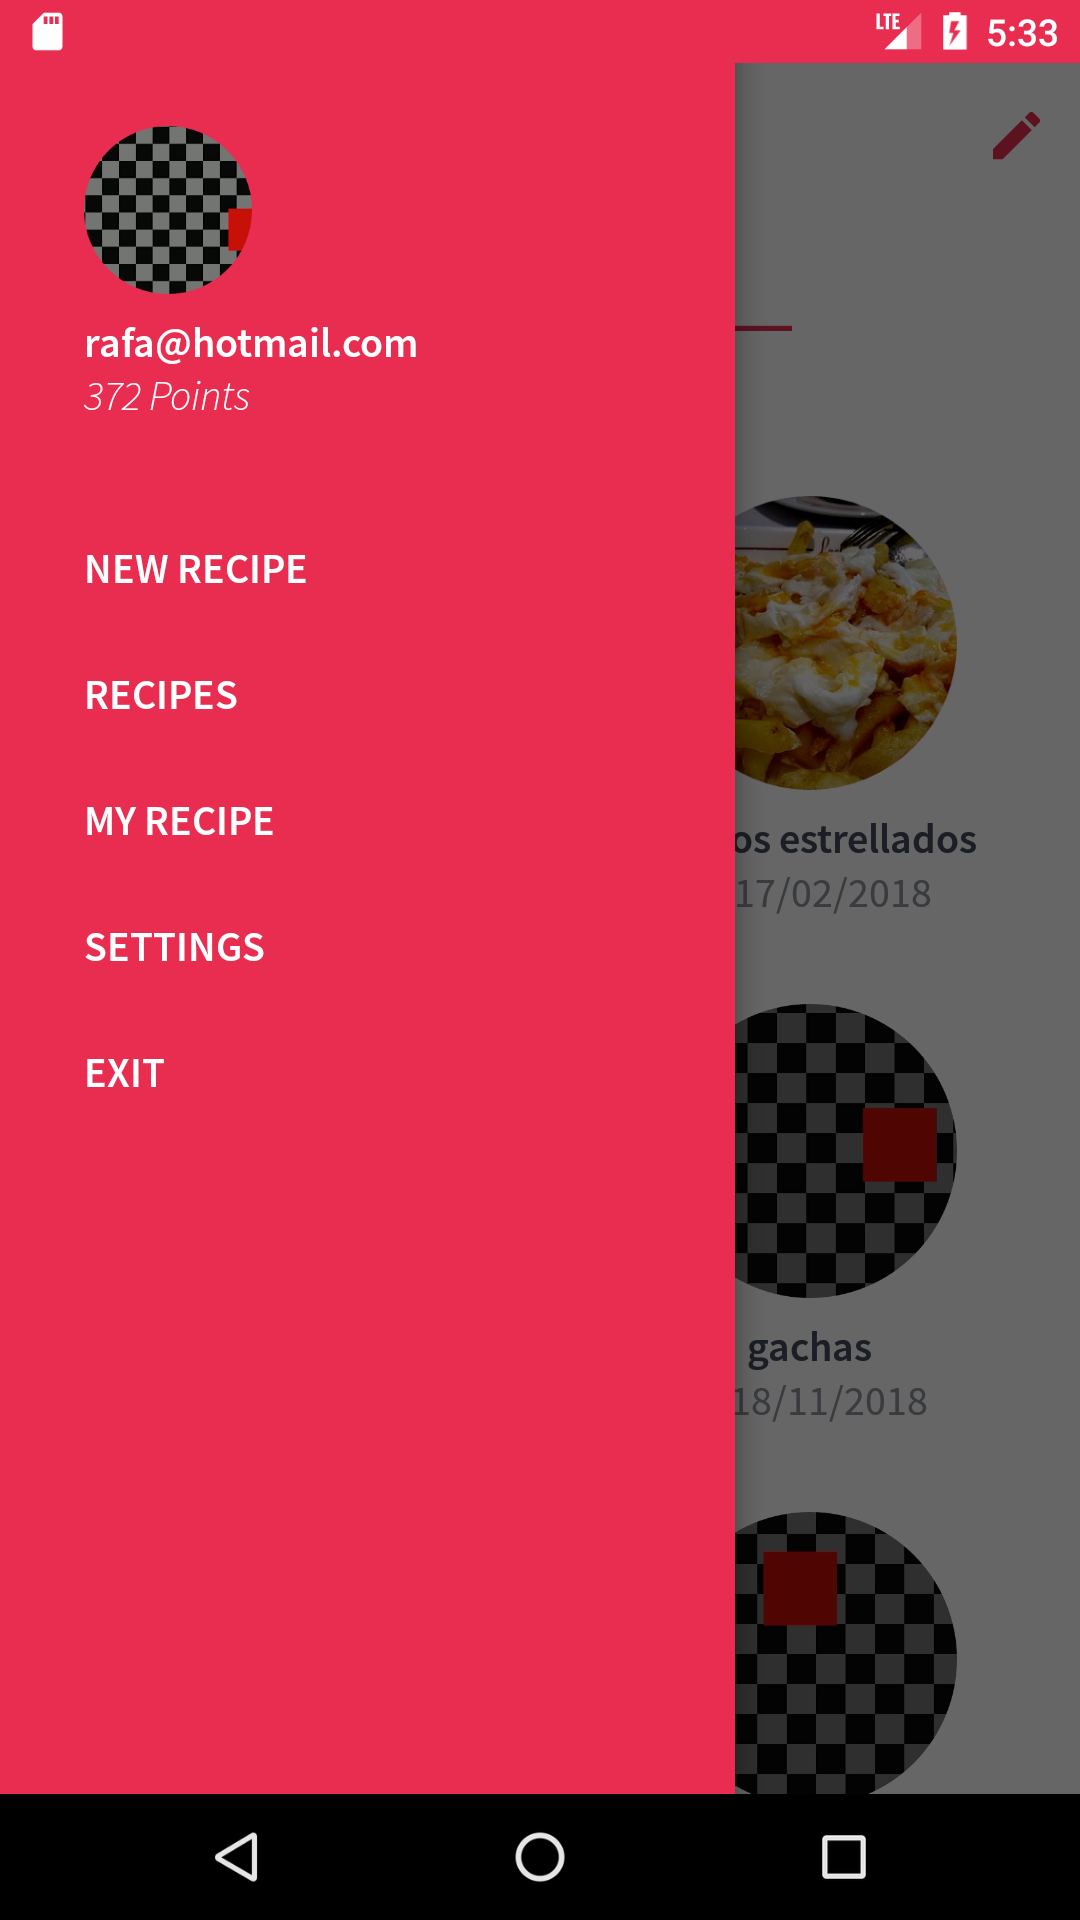 LTE 5:33
rafa@hotmail.com
372 Points
NEW RECIPE
RECIPES
MY RECIPE
SETTINGS
EXIT
estrellados
17/02/2018
gachas
18/11/2018